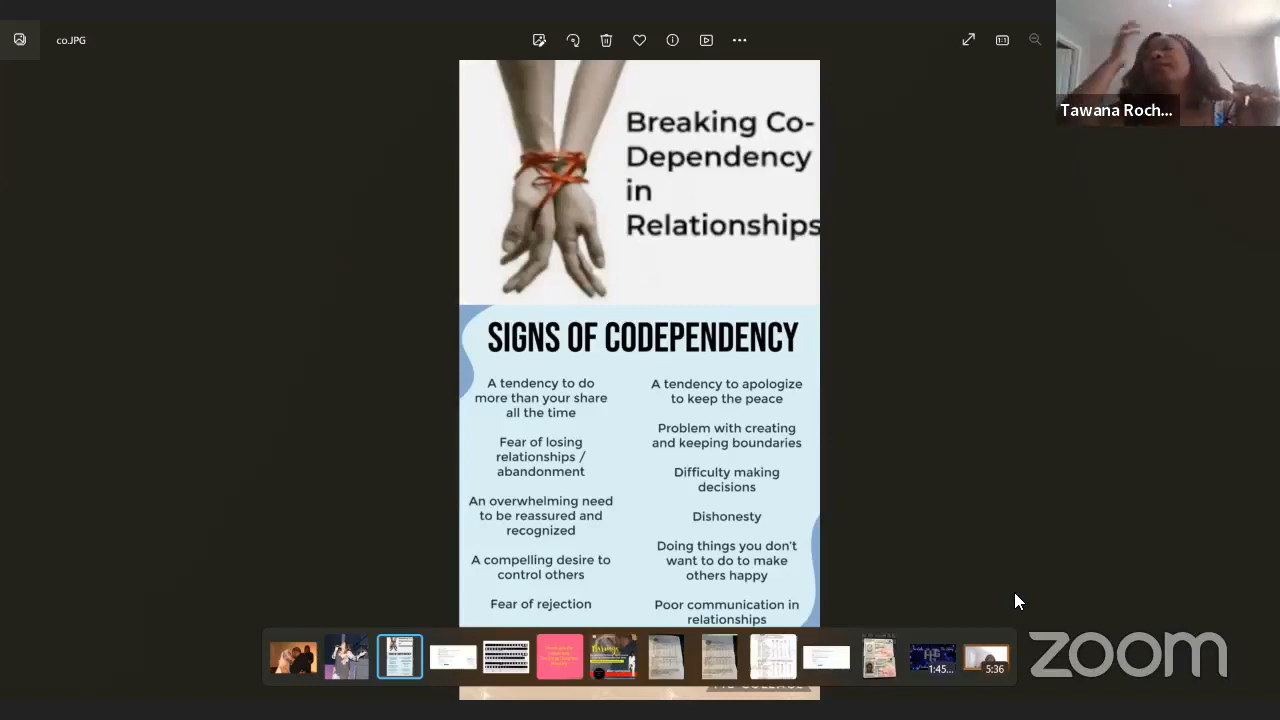 co.JPG
Tawana Roch...
Breaking Co-
Dependency
in
Relationships
SIGNS OF CODEPENDENCY
A tendency to do
more than your share
all the time
Fear of losing
relationships /
abandonment
An overwhelming need
to be reassured and
recognized
A compelling desire to
control others
Fear of rejection
A tendency to apologize
to keep the peace
Problem with creating
and keeping boundaries
Difficulty making
decisions
Dishonesty
Doing things you don't
want to do to make
others happy
Poor communication in
relationships
1:45...
5:36
zoom